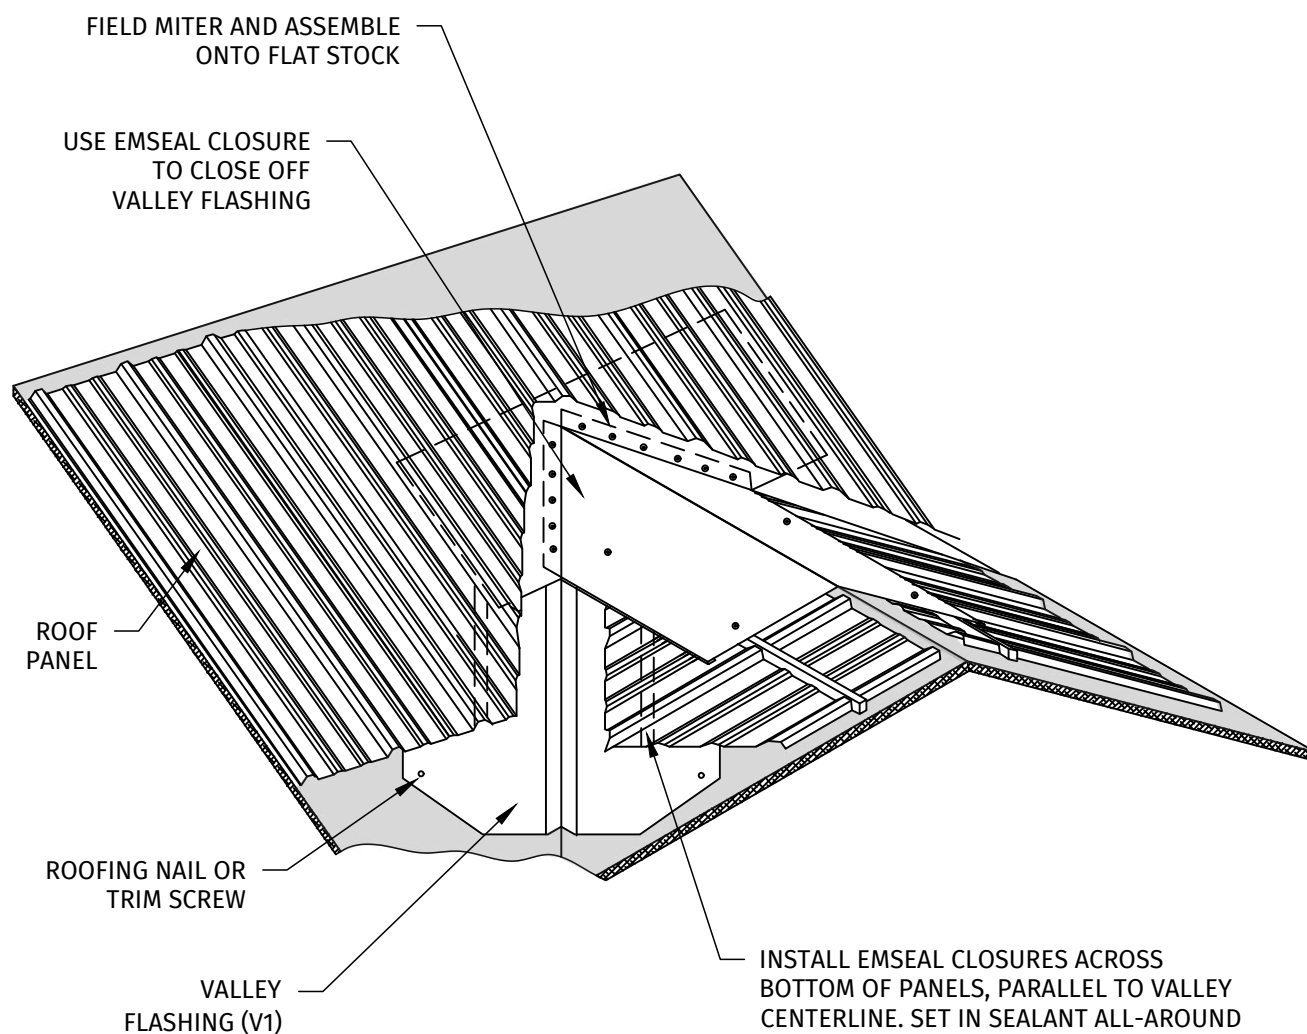 FIELD MITER AND ASSEMBLE
ONTO FLAT STOCK
USE EMSEAL CLOSURE
TO CLOSE OFF
VALLEY FLASHING
ROOF
PANEL
ROOFING NAIL OR
TRIM SCREW
VALLEY
FLASHING (V1)
INSTALL EMSEAL CLOSURES ACROSS
BOTTOM OF PANELS, PARALLEL TO VALLEY
CENTERLINE. SET IN SEALANT ALL-AROUND